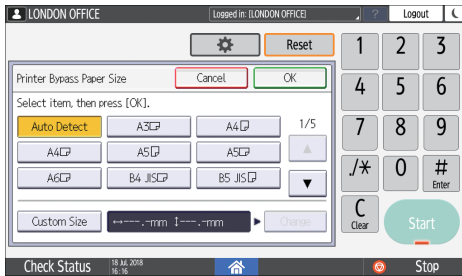 LONDON OFFICE
Logged in: [LONDON OFFICE]
?
Logout
Reset
Printer Bypass Paper Size
Cancel
OK
Select item, then press [OK].
Auto Detect
A3
A4
1/5
A4
A5
A5
A6
B4 JIS
B5 JIS
Custom Size
↔---.-mm ↕---.-mm
Change
1 2 3
4 5 6
7 8 9
./* 0 # Enter
C Clear
Start
Check Status
18 JUL 2018
16:16
Stop